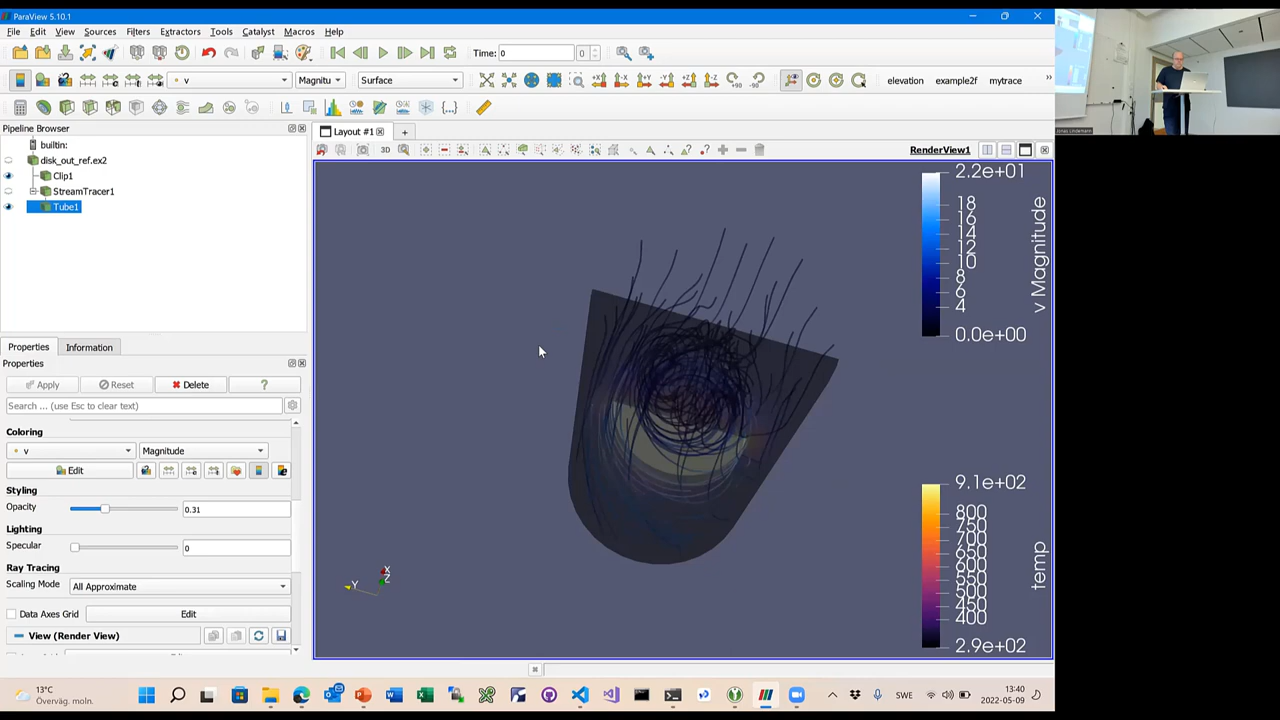 ParaView 5.10.1
File Edit View Sources Filters Extractors Tools Catalyst Macros Help
Time: 0 0
v Magnitu Surface elevation example2f mytrace »
Pipeline Browser
Layout #1
builtin:
disk_out_ref.ex2
Clip1
StreamTracer1
Tube1
3D
RenderView1
2.2e+01
18
16
14
12
10
8
6
4
0.0e+00
v Magnitude
9.1e+02
800
750
700
650
600
550
500
450
400
2.9e+02
temp
X
Y
Z
Properties Information
Properties
Apply Reset Delete ?
Search ... (use Esc to clear text)
Coloring
v Magnitude
Edit
Styling
Opacity 0.31
Lighting
Specular 0
Ray Tracing
Scaling Mode All Approximate
Data Axes Grid Edit
View (Render View)
13°C
Överväg. moln.
SWE
13:40
2022-05-09
Jonas Lindemann